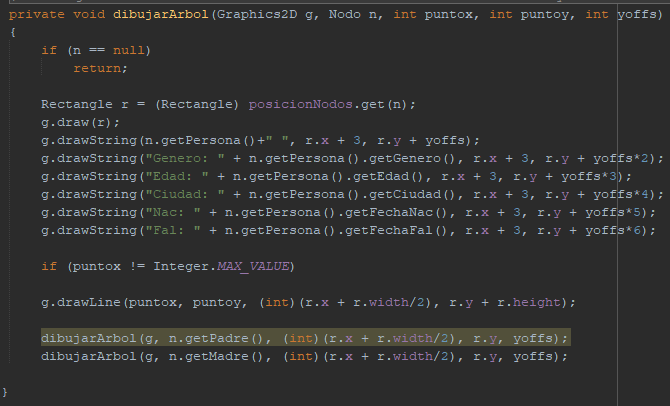 private void dibujarArbol(Graphics2D g, Nodo n, int puntox, int puntoy, int yoffs)
{
    if (n == null)
        return;

    Rectangle r = (Rectangle) posicionNodos.get(n);
    g.draw(r);
    g.drawString(n.getPersona()+" ", r.x + 3, r.y + yoffs);
    g.drawString("Genero: " + n.getPersona().getGenero(), r.x + 3, r.y + yoffs*2);
    g.drawString("Edad: " + n.getPersona().getEdad(), r.x + 3, r.y + yoffs*3);
    g.drawString("Ciudad: " + n.getPersona().getCiudad(), r.x + 3, r.y + yoffs*4);
    g.drawString("Nac: " + n.getPersona().getFechaNac(), r.x + 3, r.y + yoffs*5);
    g.drawString("Fal: " + n.getPersona().getFechaFal(), r.x + 3, r.y + yoffs*6);

    if (puntox != Integer.MAX_VALUE)

    g.drawLine(puntox, puntoy, (int)(r.x + r.width/2), r.y + r.height);

    dibujarArbol(g, n.getPadre(), (int)(r.x + r.width/2), r.y, yoffs);
    dibujarArbol(g, n.getMadre(), (int)(r.x + r.width/2), r.y, yoffs);

}